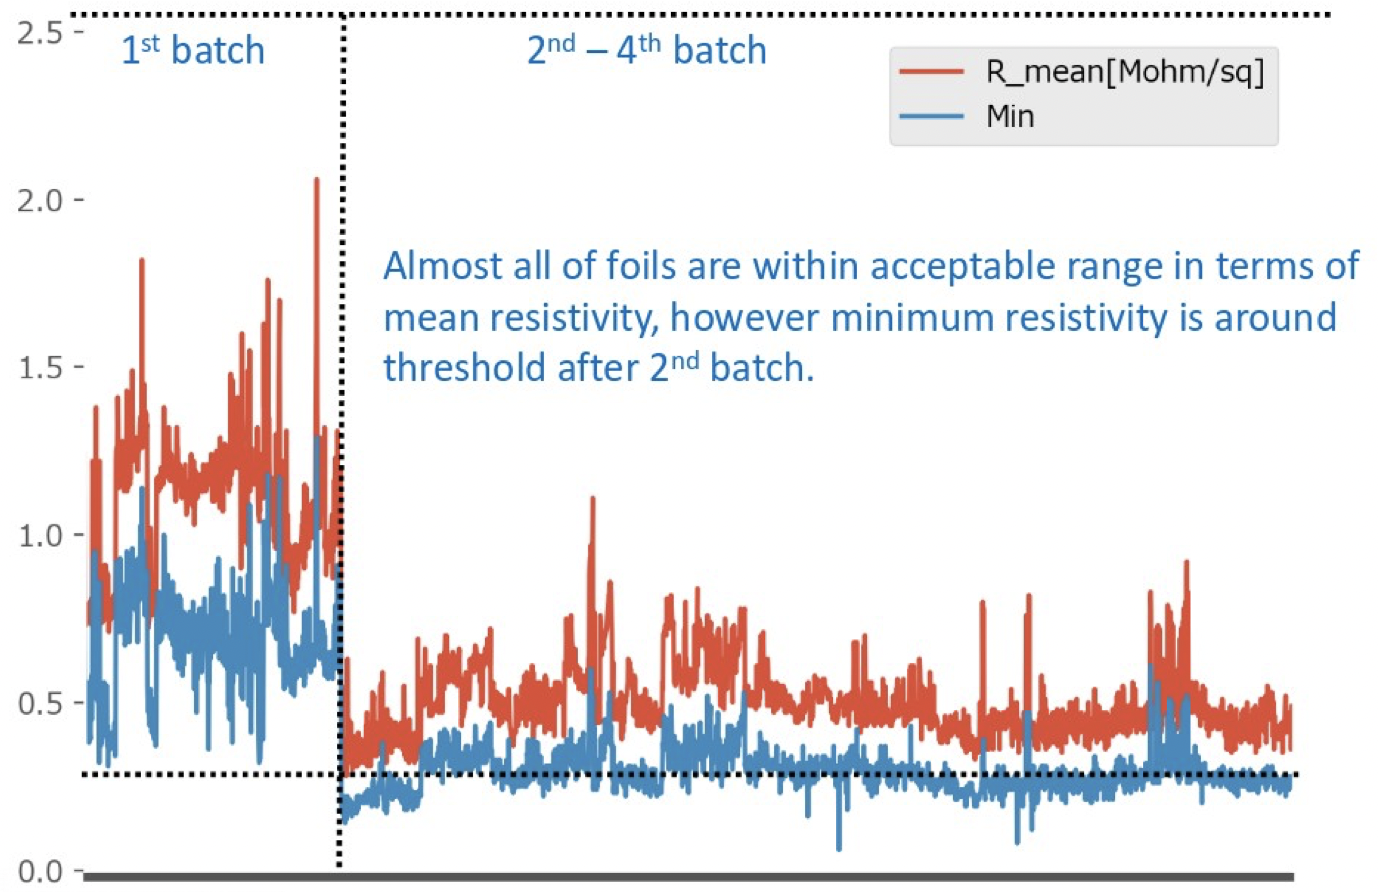 2.5
1st batch
2nd – 4th batch
R_mean[Mohm/sq]
Min
2.0
Almost all of foils are within acceptable range in terms of
mean resistivity, however minimum resistivity is around
threshold after 2nd batch.
1.5
1.0
0.5
0.0